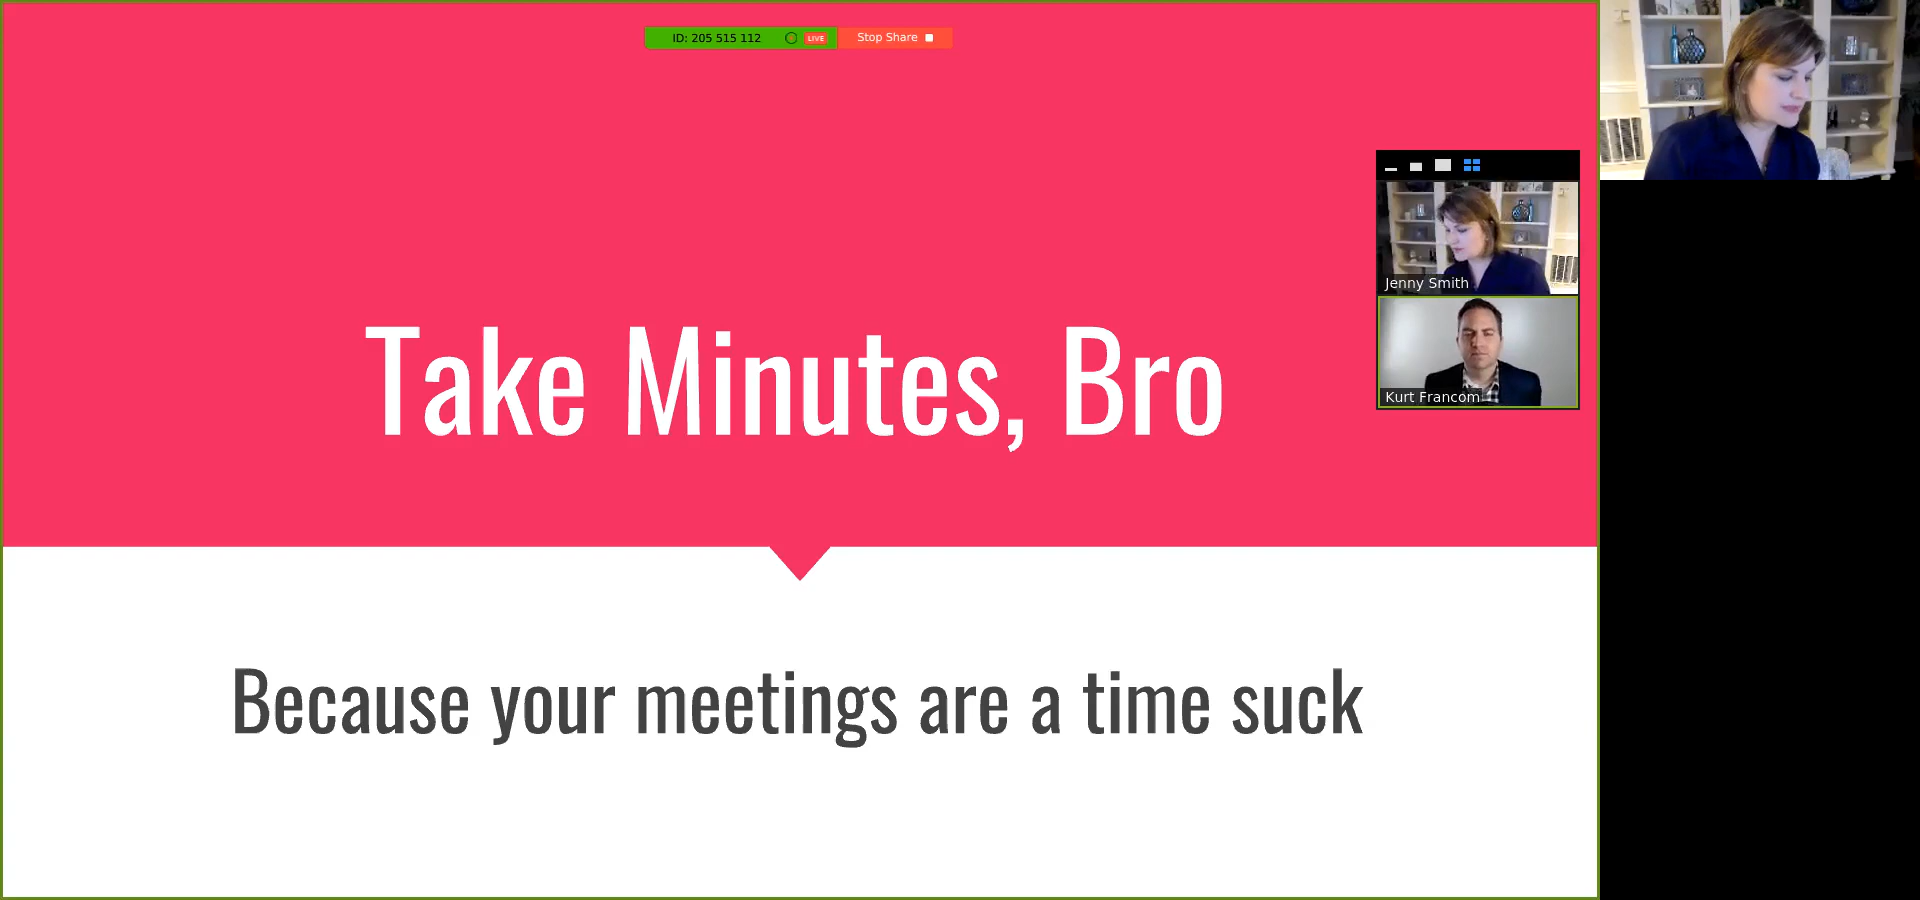 ID: 205 515 112 LIVE Stop Share
Jenny Smith
Take Minutes, Bro
Kurt Francom
Because your meetings are a time suck